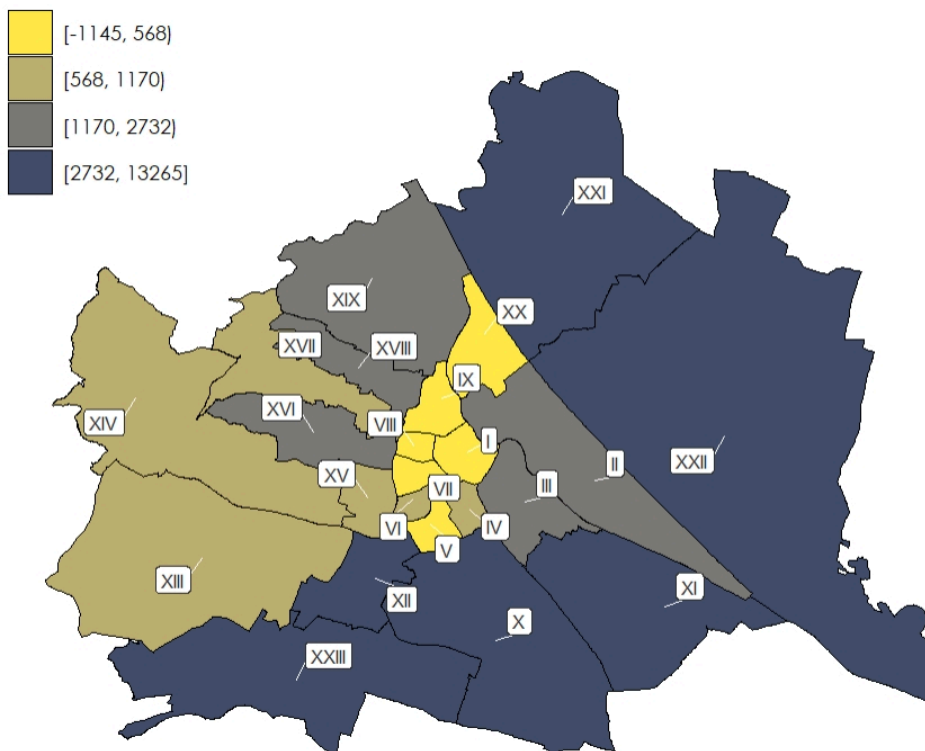 [-1145, 568)
[568, 1170)
[1170, 2732)
[2732, 13265]
XXI
XIX
XX
XVII
XVIII
IX
XIV
XVI
VIII
I
XXII
XV
VII
III
II
VI
IV
V
XIII
XII
XI
X
XXIII